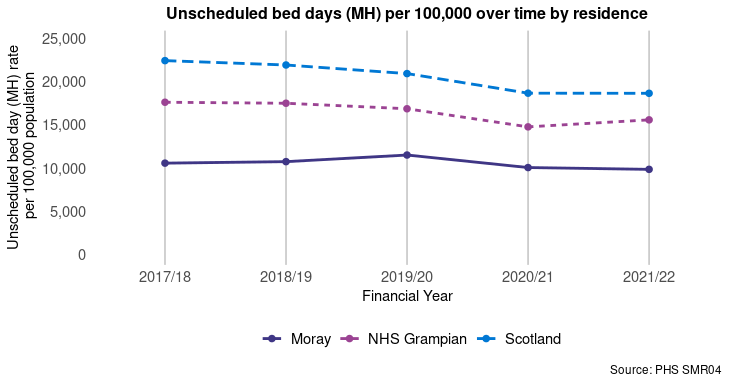 Unscheduled bed days (MH) per 100,000 over time by residence
Unscheduled bed day (MH) rate
per 100,000 population
25,000
20,000
15,000
10,000
5,000
0
2017/18 2018/19 2019/20 2020/21 2021/22
Financial Year
Moray NHS Grampian Scotland
Source: PHS SMR04